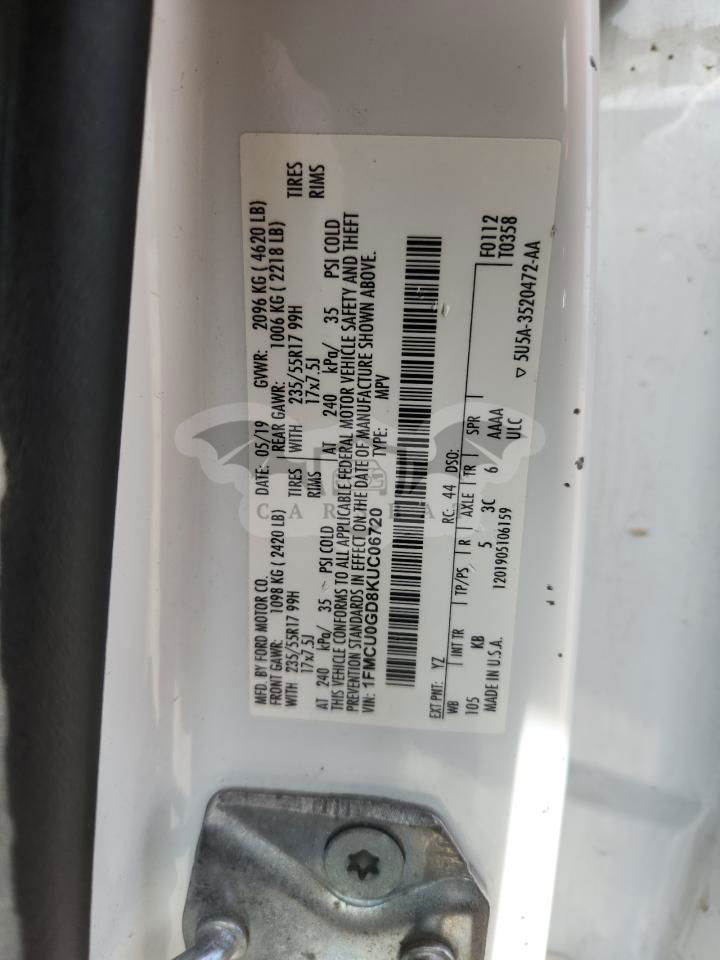 MFD. BY FORD MOTOR CO. DATE: 05/19 GVWR: 2096 KG ( 4620 LB)
FRONT GAWR: 1098 KG ( 2420 LB) REAR GAWR: 1006 KG ( 2218 LB)
WITH 235/55R17 99H TIRES WITH 235/55R17 99H TIRES
17x7.5J RIMS 17x7.5J RIMS
AT 240 kPa/ 35 PSI COLD AT 240 kPa/ 35 PSI COLD
THIS VEHICLE CONFORMS TO ALL APPLICABLE FEDERAL MOTOR VEHICLE SAFETY AND THEFT
PREVENTION STANDARDS IN EFFECT ON THE DATE OF MANUFACTURE SHOWN ABOVE.
VIN: 1FMCU0GD8KUC06720 TYPE: MPV
EXT PNT: YZ RC: 44 DSO: F0112
WB INT TR TP/PS R AXLE TR SPR T0358
105 KB 5 3C 6 AAAA
MADE IN U.S.A. 1201905106159 ULC
▽ 5U5A-3520472-AA